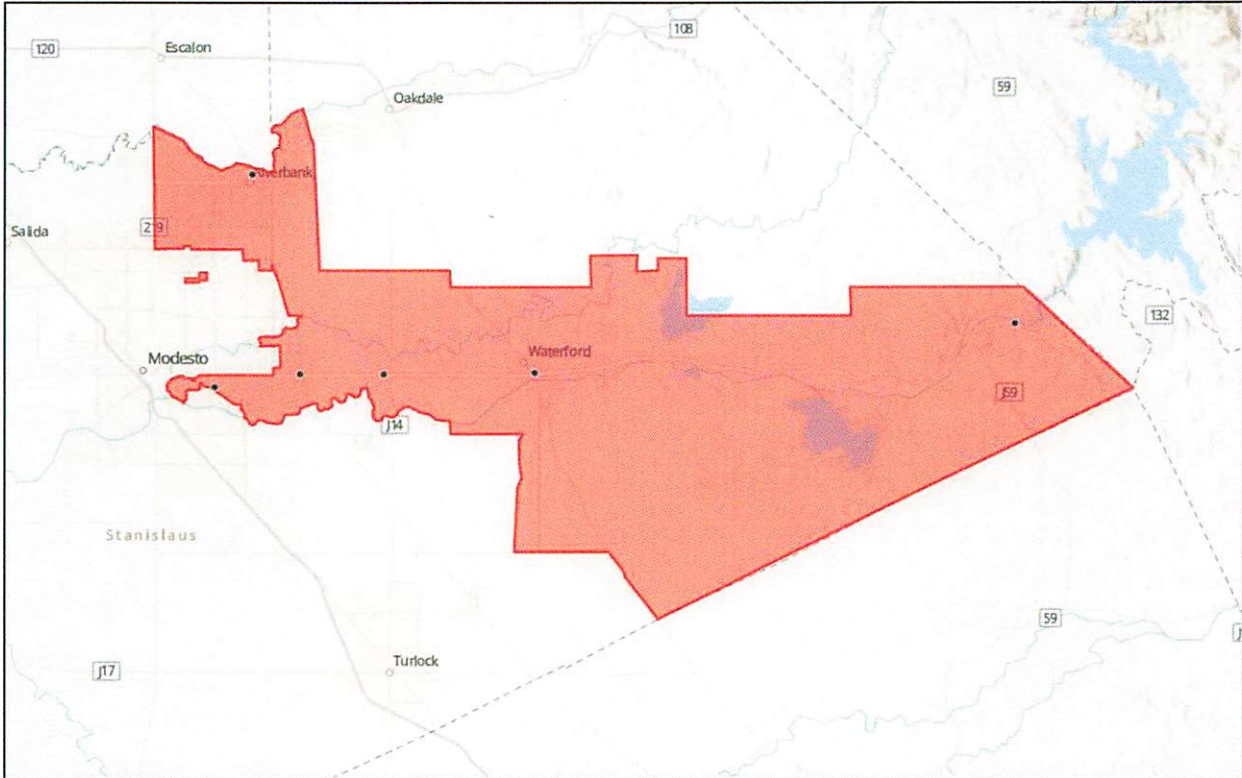 108
120
Escalon
59
Oakdale
Riverbank
219
Salida
132
Waterford
Modesto
J59
J14
Stanislaus
59
J
Turlock
J17